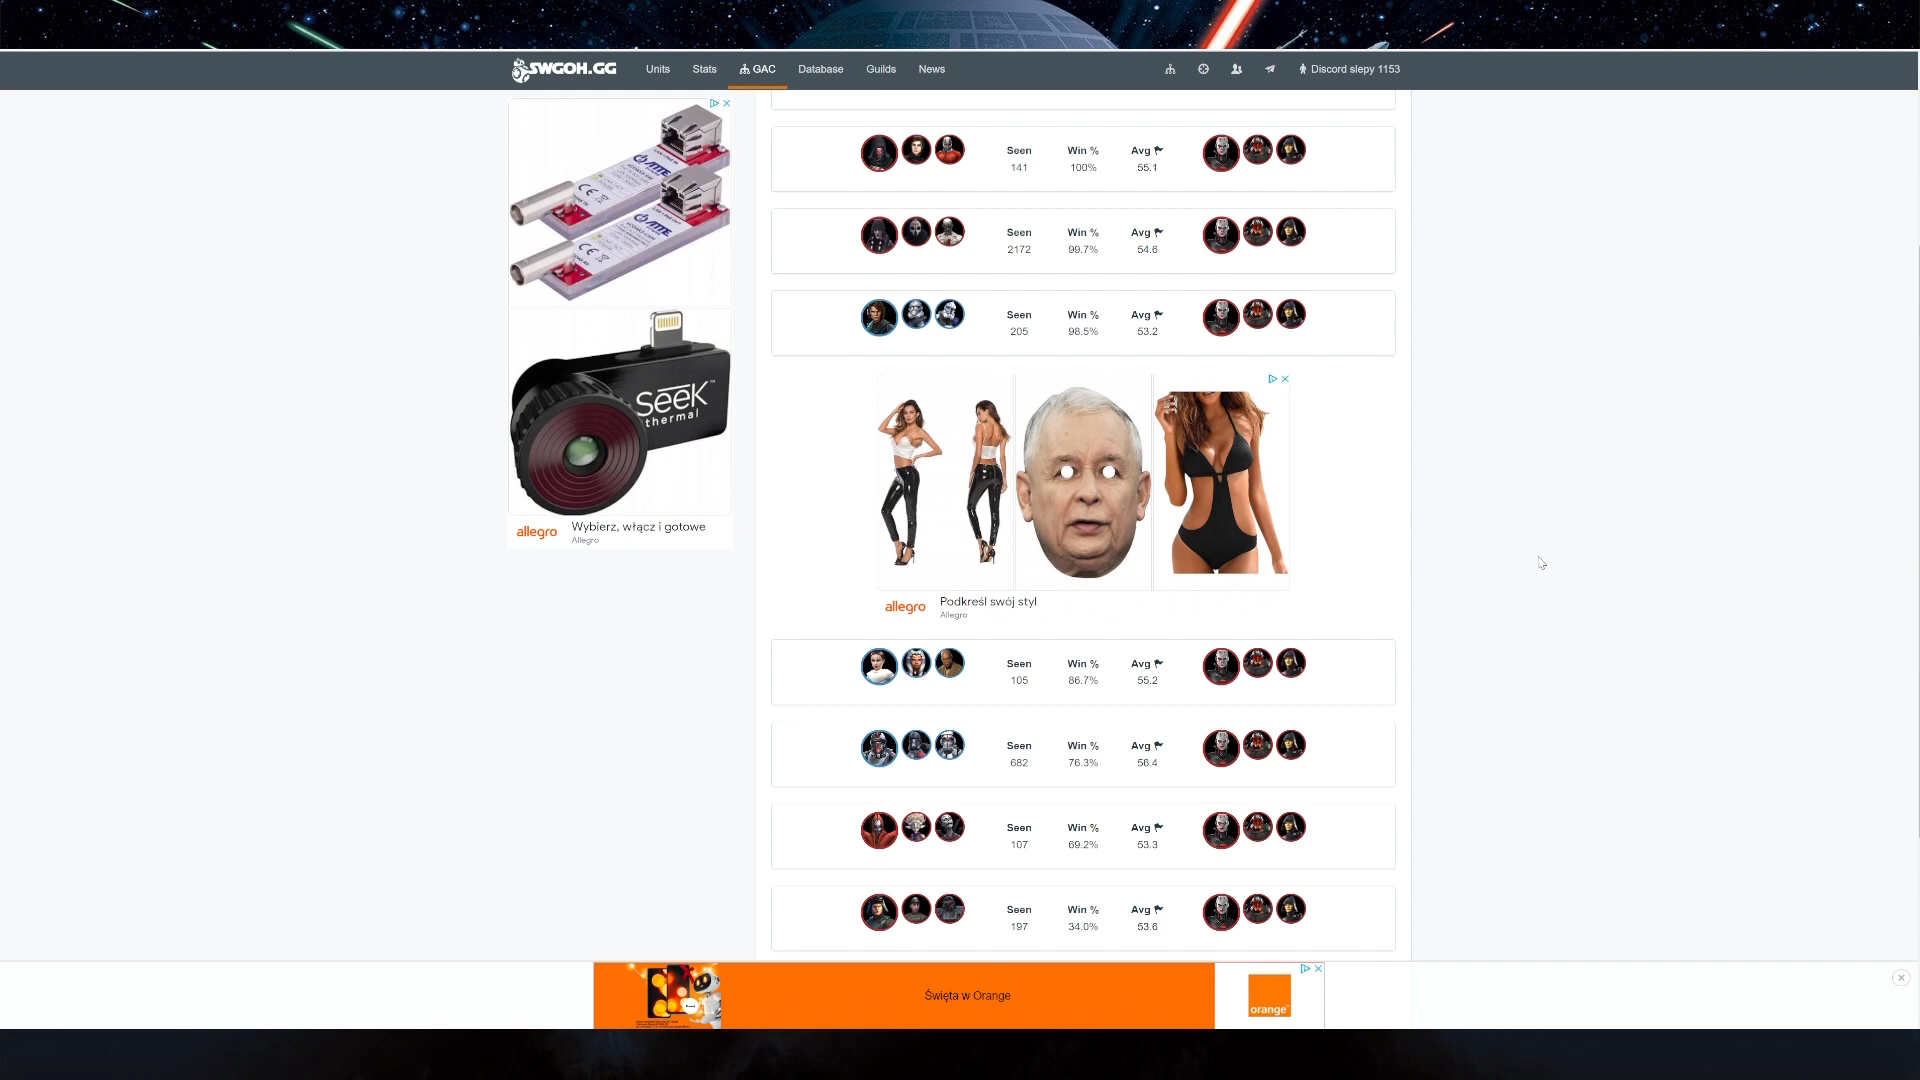 SWGOH.GG
Units Stats GAC Database Guilds News
Discord slepy 1153
Seen Win % Avg
141 100% 55.1
Seen Win % Avg
2172 99.7% 54.6
Seen Win % Avg
205 98.5% 53.2
ATTE
ATTE
Seek
thermal
allegro
Wybierz, włącz i gotowe
Allegro
allegro
Podkreśl swój styl
Allegro
Seen Win % Avg
105 86.7% 55.2
Seen Win % Avg
682 76.3% 56.4
Seen Win % Avg
107 69.2% 53.3
Seen Win % Avg
197 34.0% 53.6
Święta w Orange
orange